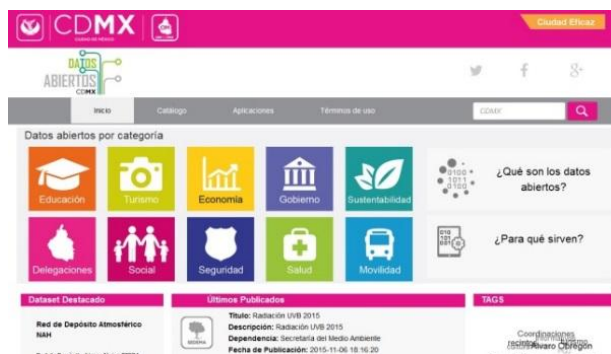 CDMX
CIUDAD DE MÉXICO
Ciudad Eficaz
DATOS
ABIERTOS
CDMX
Inicio
Catálogo
Aplicaciones
Términos de uso
CDMX
Datos abiertos por categoría
Educación
Turismo
Economía
Gobierno
Sustentabilidad
¿Qué son los datos
abiertos?
Delegaciones
Social
Seguridad
Salud
Movilidad
¿Para qué sirven?
Dataset Destacado
Últimos Publicados
TAGS
Red de Depósito Atmosférico
NAH
Título: Radiación UVB 2015
Descripción: Radiación UVB 2015
Dependencia: Secretaría del Medio Ambiente
Fecha de Publicación: 2015-11-06 18:16:20
SEDEMA
Coordinaciones
Alvaro Obregon